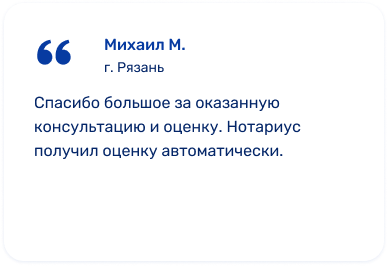 Михаил М.
г. Рязань
Спасибо большое за оказанную
консультацию и оценку. Нотариус
получил оценку автоматически.